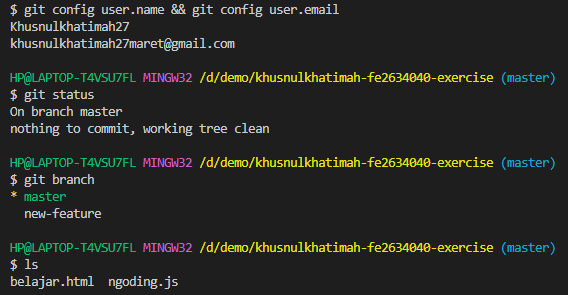 $ git config user.name && git config user.email
Khusnulkhatimah27
khusnulkhatimah27maret@gmail.com
HP@LAPTOP-T4VSU7FL MINGW32 /d/demo/khusnulkhatimah-fe2634040-exercise (master)
$ git status
On branch master
nothing to commit, working tree clean
HP@LAPTOP-T4VSU7FL MINGW32 /d/demo/khusnulkhatimah-fe2634040-exercise (master)
$ git branch
* master
new-feature
HP@LAPTOP-T4VSU7FL MINGW32 /d/demo/khusnulkhatimah-fe2634040-exercise (master)
$ ls
belajar.html ngoding.js